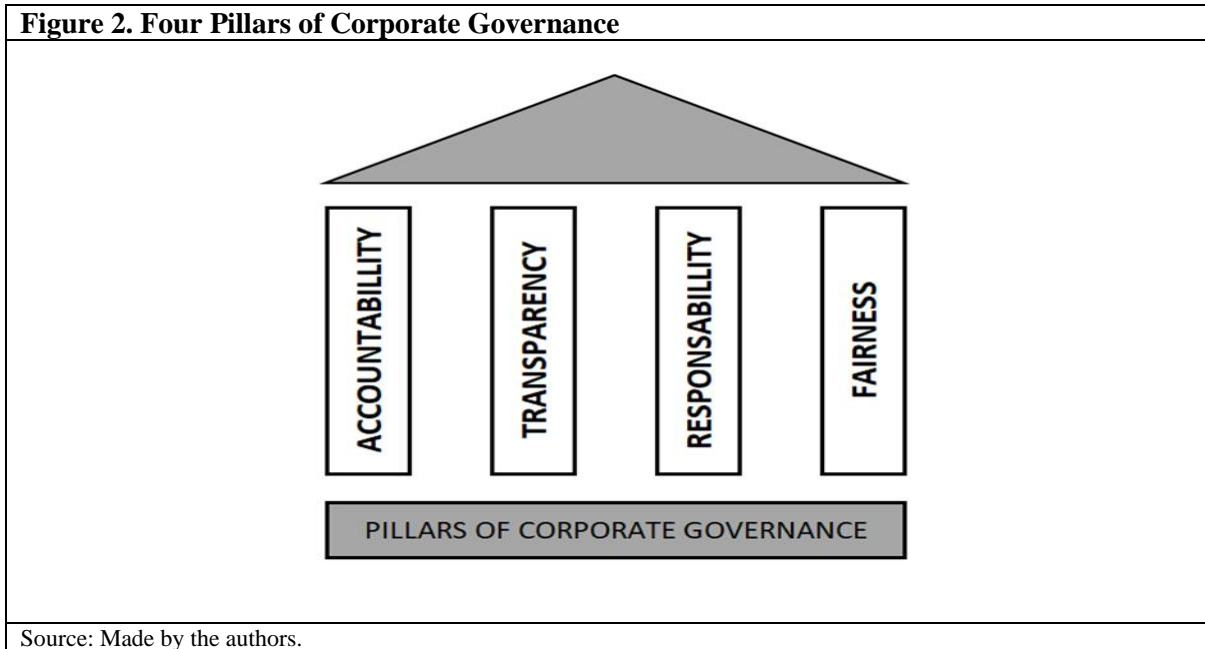 Figure 2. Four Pillars of Corporate Governance
ACCOUNTABILLITY
TRANSPARENCY
RESPONSABILLITY
FAIRNESS
PILLARS OF CORPORATE GOVERNANCE
Source: Made by the authors.